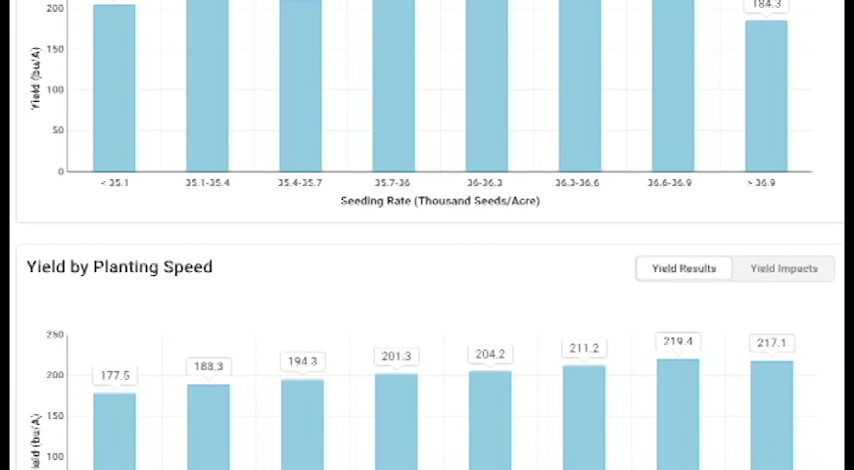 184.3
200
150
100
50
0
Yield (bu/A)
< 35.1 35.1-35.4 35.4-35.7 35.7-36 36-36.3 36.3-36.6 36.6-36.9 > 36.9
Seeding Rate (Thousand Seeds/Acre)
Yield by Planting Speed
Yield Results Yield Impacts
250
200
150
100
177.5 188.3 194.3 201.3 204.2 211.2 219.4 217.1
ield (bu/A)